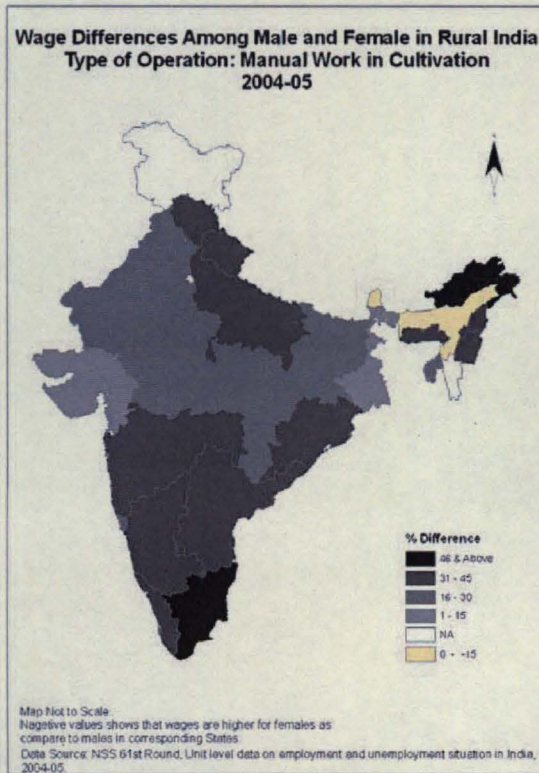 Wage Differences Among Male and Female in Rural India
Type of Operation: Manual Work in Cultivation
2004-05
% Difference
46 & Above
31 - 45
16 - 30
1 - 15
NA
0 - -15
Map Not to Scale
Nagetive values shows that wages are higher for females as
compare to males in corresponding States
Data Source: NSS 61st Round, Unit level data on employment and unemployment situation in India,
2004-05.